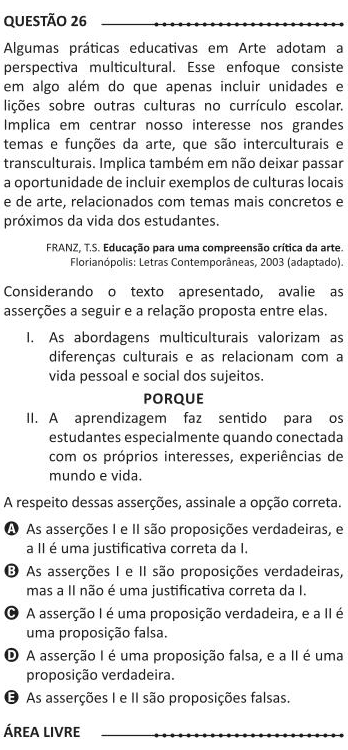 QUESTÃO 26
Algumas práticas educativas em Arte adotam a
perspectiva multicultural. Esse enfoque consiste
em algo além do que apenas incluir unidades e
lições sobre outras culturas no currículo escolar.
Implica em centrar nosso interesse nos grandes
temas e funções da arte, que são interculturais e
transculturais. Implica também em não deixar passar
a oportunidade de incluir exemplos de culturas locais
e de arte, relacionados com temas mais concretos e
próximos da vida dos estudantes.
FRANZ, T.S. Educação para uma compreensão crítica da arte.
Florianópolis: Letras Contemporâneas, 2003 (adaptado).
Considerando o texto apresentado, avalie as
asserções a seguir e a relação proposta entre elas.
I. As abordagens multiculturais valorizam as
diferenças culturais e as relacionam com a
vida pessoal e social dos sujeitos.
PORQUE
II. A aprendizagem faz sentido para os
estudantes especialmente quando conectada
com os próprios interesses, experiências de
mundo e vida.
A respeito dessas asserções, assinale a opção correta.
A As asserções I e II são proposições verdadeiras, e
a II é uma justificativa correta da I.
B As asserções I e II são proposições verdadeiras,
mas a II não é uma justificativa correta da I.
C A asserção I é uma proposição verdadeira, e a II é
uma proposição falsa.
D A asserção I é uma proposição falsa, e a II é uma
proposição verdadeira.
E As asserções I e II são proposições falsas.
ÁREA LIVRE